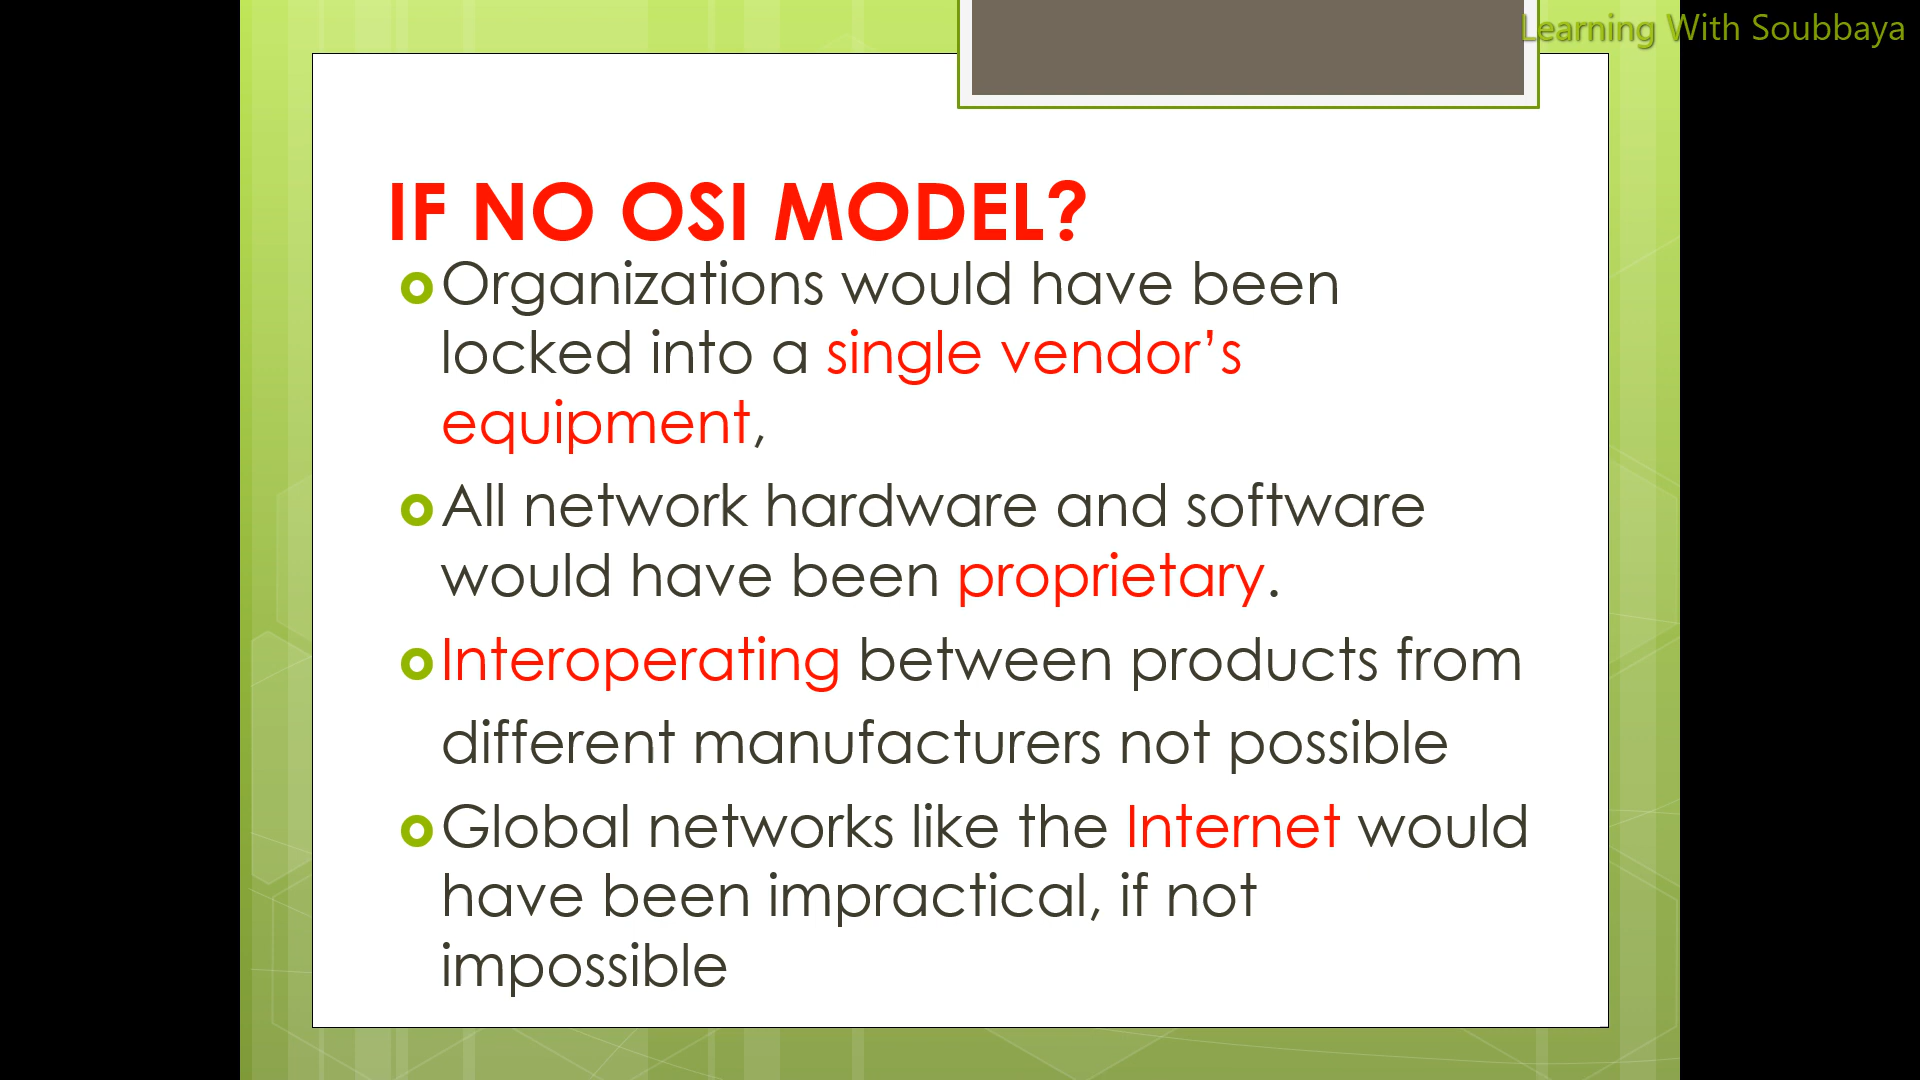 Learning With Soubbaya
IF NO OSI MODEL?
Organizations would have been
locked into a single vendor’s
equipment,
All network hardware and software
would have been proprietary.
Interoperating between products from
different manufacturers not possible
Global networks like the Internet would
have been impractical, if not
impossible